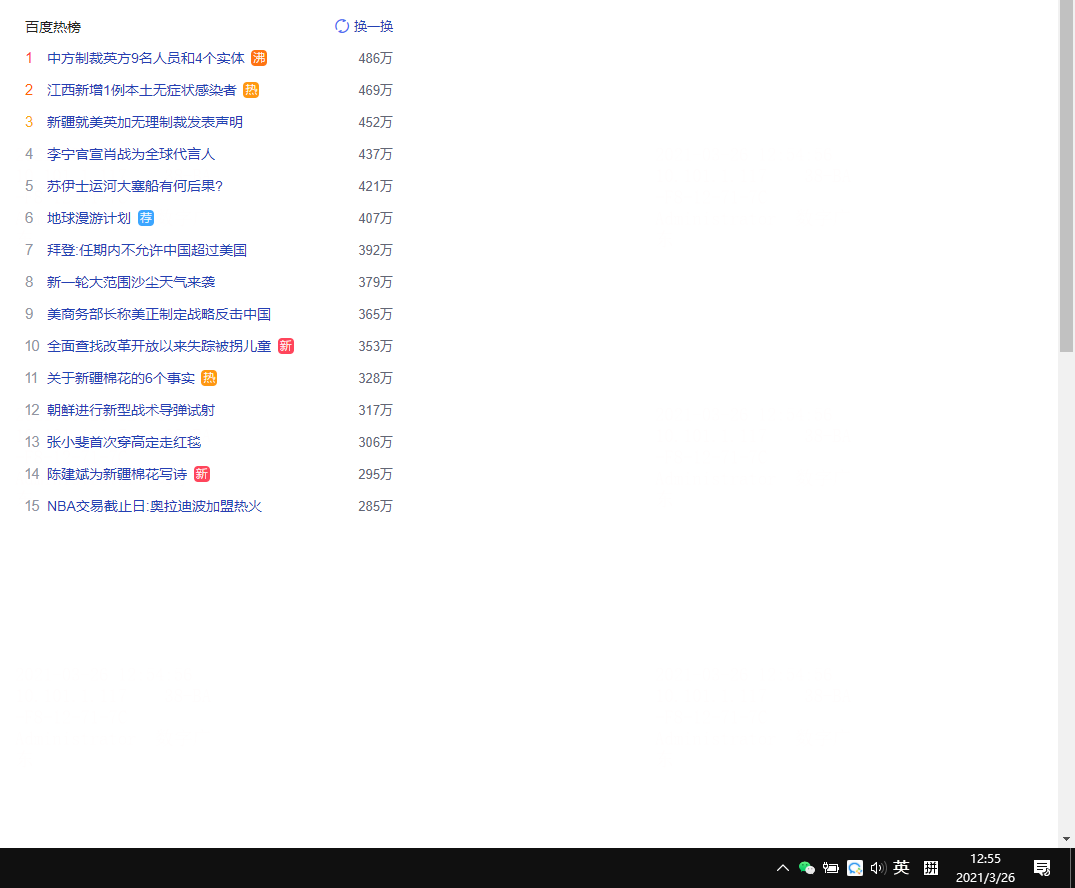 百度热榜 换一换
1 中方制裁英方9名人员和4个实体 沸 486万
2 江西新增1例本土无症状感染者 热 469万
3 新疆就美英加无理制裁发表声明 452万
4 李宁官宣肖战为全球代言人 437万
5 苏伊士运河大塞船有何后果? 421万
6 地球漫游计划 荐 407万
7 拜登:任期内不允许中国超过美国 392万
8 新一轮大范围沙尘天气来袭 379万
9 美商务部长称美正制定战略反击中国 365万
10 全面查找改革开放以来失踪被拐儿童 新 353万
11 关于新疆棉花的6个事实 热 328万
12 朝鲜进行新型战术导弹试射 317万
13 张小斐首次穿高定走红毯 306万
14 陈建斌为新疆棉花写诗 新 295万
15 NBA交易截止日:奥拉迪波加盟热火 285万
英 拼 12:55
2021/3/26